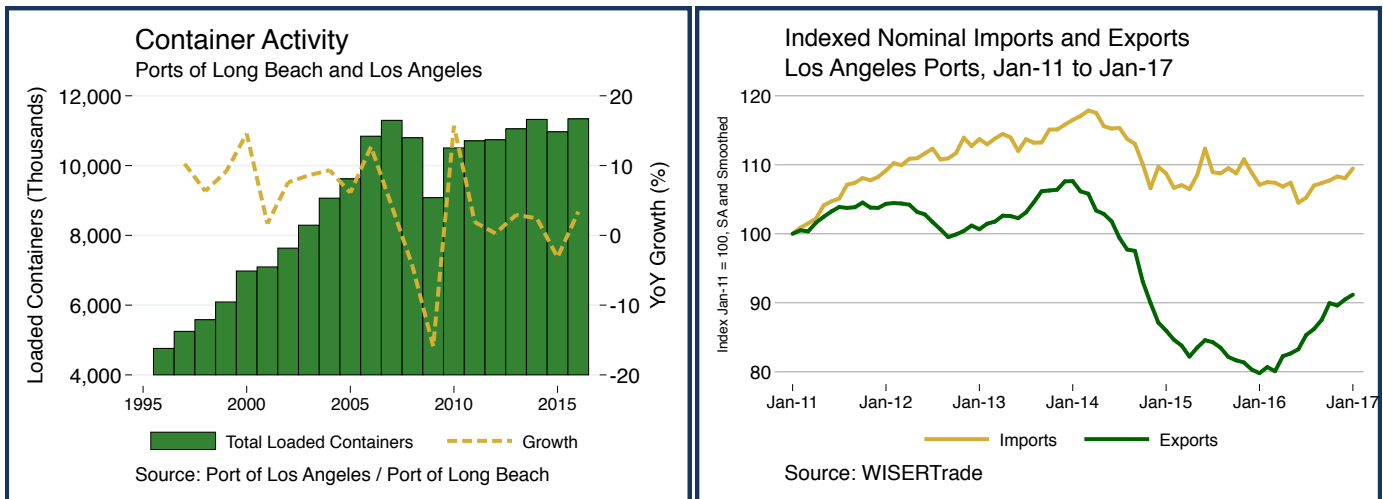 Container Activity
Ports of Long Beach and Los Angeles
Loaded Containers (Thousands)
12,000
10,000
8,000
6,000
4,000
20
10
0
-10
-20
YoY Growth (%)
1995
2000
2005
2010
2015
Total Loaded Containers
Growth
Source: Port of Los Angeles / Port of Long Beach
Indexed Nominal Imports and Exports
Los Angeles Ports, Jan-11 to Jan-17
Index Jan-11 = 100, SA and Smoothed
120
110
100
90
80
Jan-11
Jan-12
Jan-13
Jan-14
Jan-15
Jan-16
Jan-17
Imports
Exports
Source: WISERTrade